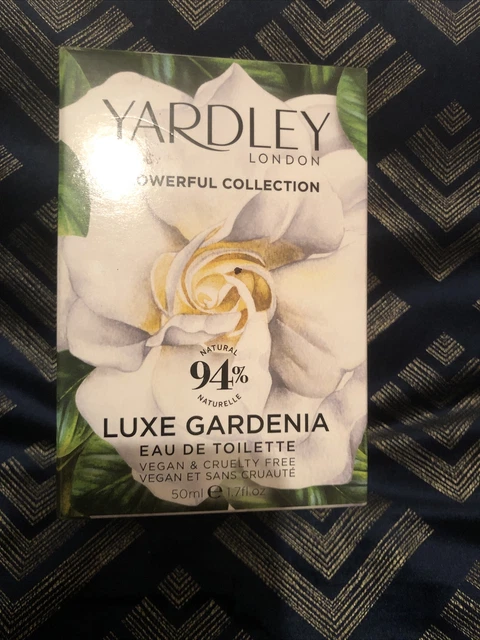 YARDLEY
LONDON
OWERFUL COLLECTION
NATURAL
94%
NATURELLE
LUXE GARDENIA
EAU DE TOILETTE
VEGAN & CRUELTY FREE
VEGAN ET SANS CRUAUTÉ
50ml e 1.7fl.oz